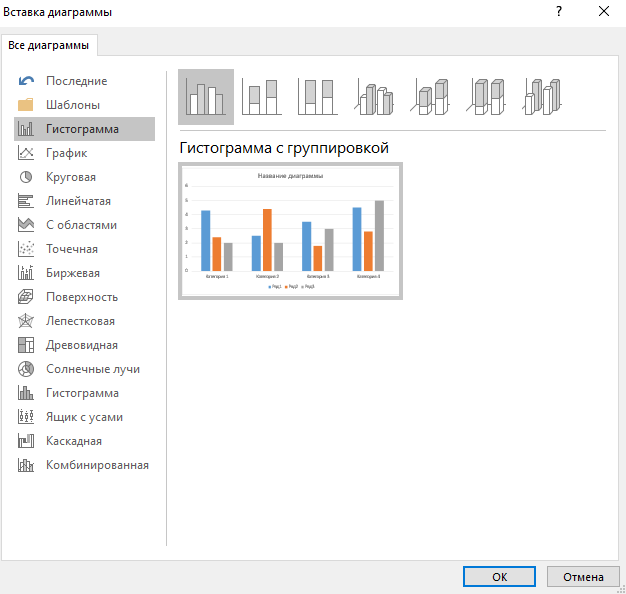 Вставка диаграммы
?
Все диаграммы
Последние
Шаблоны
Гистограмма
График
Круговая
Линейчатая
С областями
Точечная
Биржевая
Поверхность
Лепестковая
Древовидная
Солнечные лучи
Гистограмма
Ящик с усами
Каскадная
Комбинированная
Гистограмма с группировкой
Название диаграммы
6
5
4
3
2
1
0
Категория 1 Категория 2 Категория 3 Категория 4
Ряд1 Ряд2 Ряд3
ОК Отмена